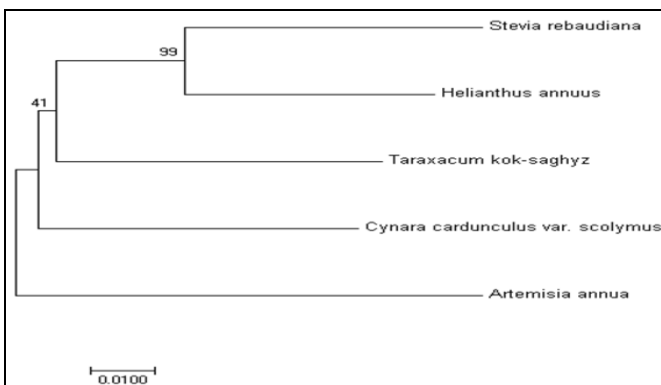 Stevia rebaudiana
99
Helianthus annuus
41
Taraxacum kok-saghyz
Cynara cardunculus var. scolymus
Artemisia annua
0.0100